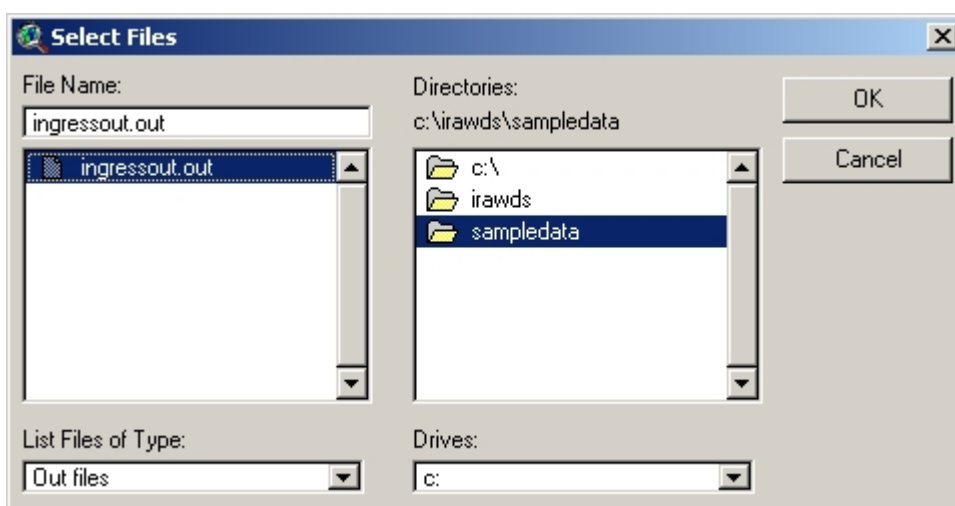 Select Files
File Name:
ingressout.out
ingressout.out
List Files of Type:
Out files
Directories:
c:\irawds\sampledata
c:\
irawds
sampledata
Drives:
c:
OK
Cancel